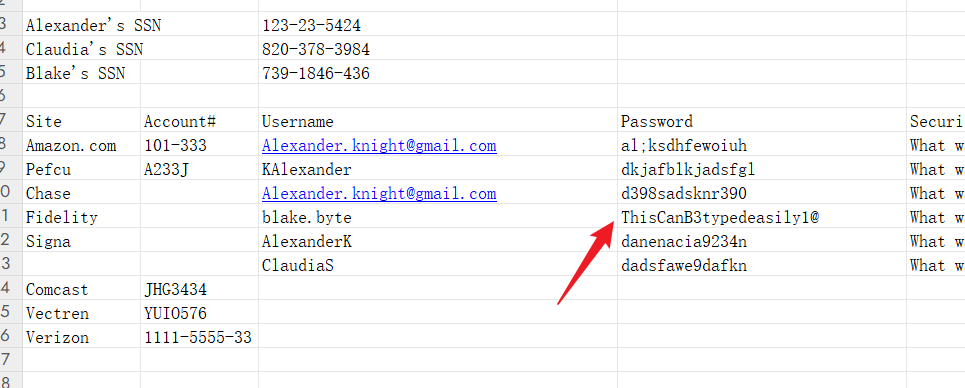 3 Alexander's SSN 123-23-5424
4 Claudia's SSN 820-378-3984
5 Blake's SSN 739-1846-436
6
7 Site Account# Username Password Securi
8 Amazon.com 101-333 Alexander.knight@gmail.com al;ksdhfewoiuh What w
9 Pefcu A233J KAlexander dkjafblkjadsfgl What w
0 Chase Alexander.knight@gmail.com d398sadsknr390 What w
1 Fidelity blake.byte ThisCanB3typedeasily1@ What w
2 Signa AlexanderK danenacia9234n What w
3 ClaudiaS dadsfawe9dafkn What w
4 Comcast JHG3434
5 Vectren YUIO576
6 Verizon 1111-5555-33
7
8